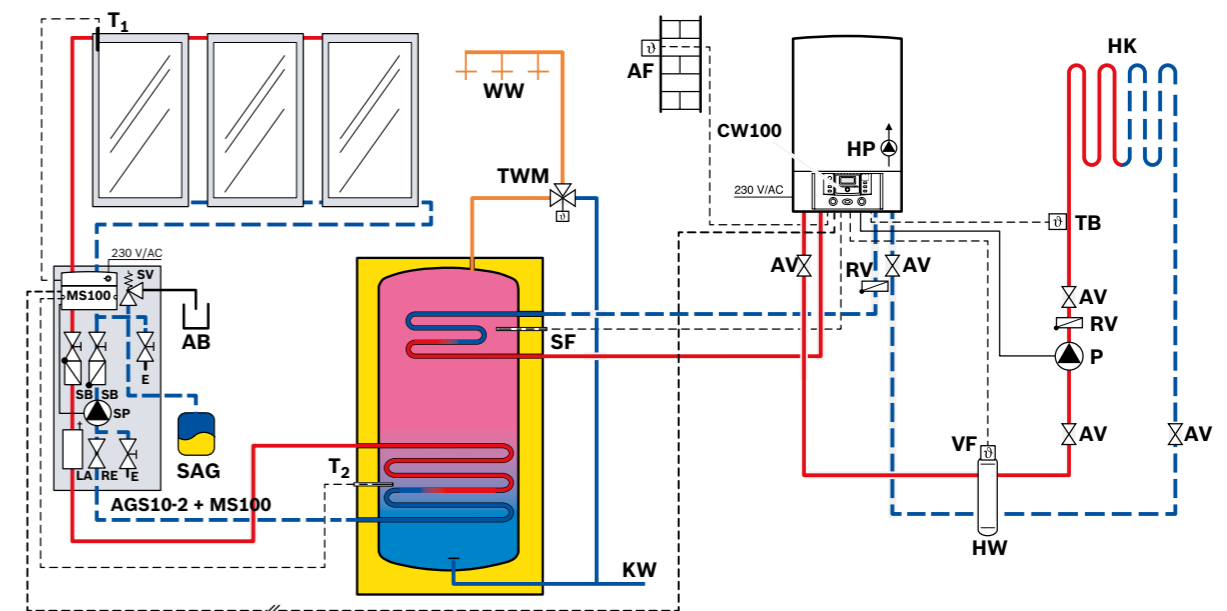 T1
HK
AF
WW
CW100
HP
TWM
230 V/AC
ϑ
ϑ
ϑ
TB
230 V/AC
SV
MS100
AV
RV
AV
AV
RV
AB
SF
P
E
SB
SB
SP
SAG
T2
VF
ϑ
AV
AV
LA
RE
E
AGS10-2 + MS100
HW
KW